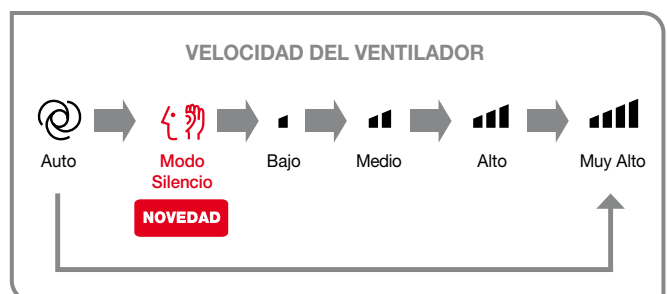 VELOCIDAD DEL VENTILADOR
Auto
Modo
Silencio
NOVEDAD
Bajo
Medio
Alto
Muy Alto